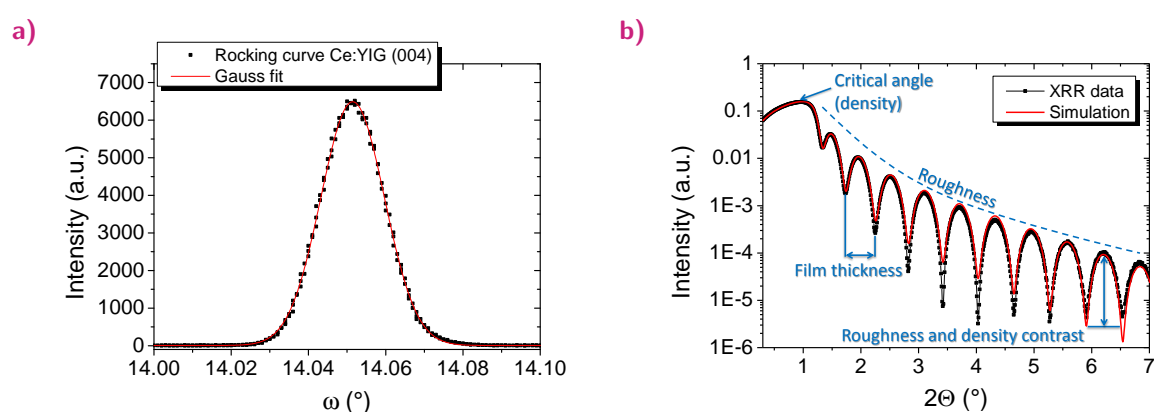 a)
Rocking curve Ce:YIG (004)
Gauss fit
7000
6000
5000
4000
3000
2000
1000
0
Intensity (a.u.)
14.00 14.02 14.04 14.06 14.08 14.10
ω (°)
b)
Critical angle
(density)
XRR data
Simulation
Roughness
Film thickness
Roughness and density contrast
0.1
0.01
1E-3
1E-4
1E-5
1E-6
Intensity (a.u.)
1 2 3 4 5 6 7
2Θ (°)